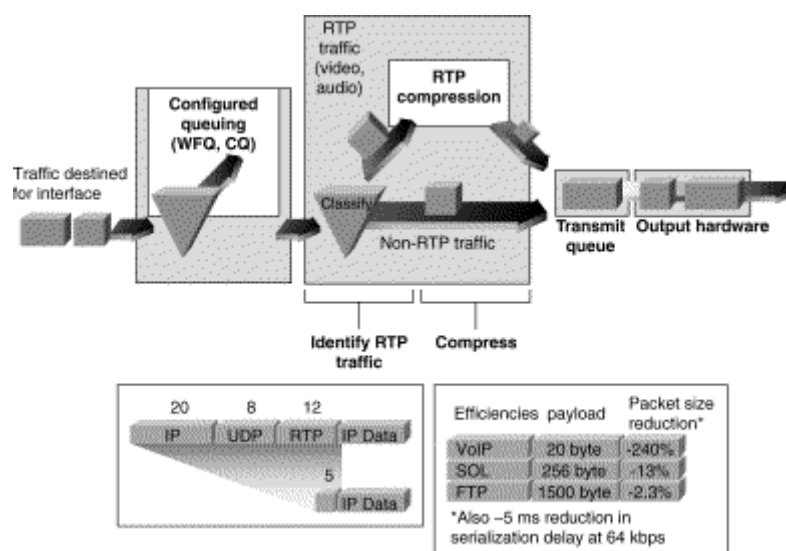 RTP
traffic
(video,
audio)
RTP
compression
Configured
queuing
(WFQ, CQ)
Traffic destined
for interface
Classify
Non-RTP traffic
Transmit
queue
Output hardware
Identify RTP
traffic
Compress
20 8 12
IP UDP RTP IP Data
5
IP Data
Efficiencies payload Packet size
reduction*
VoIP 20 byte -240%
SOL 256 byte -13%
FTP 1500 byte -2.3%
*Also ~5 ms reduction in
serialization delay at 64 kbps